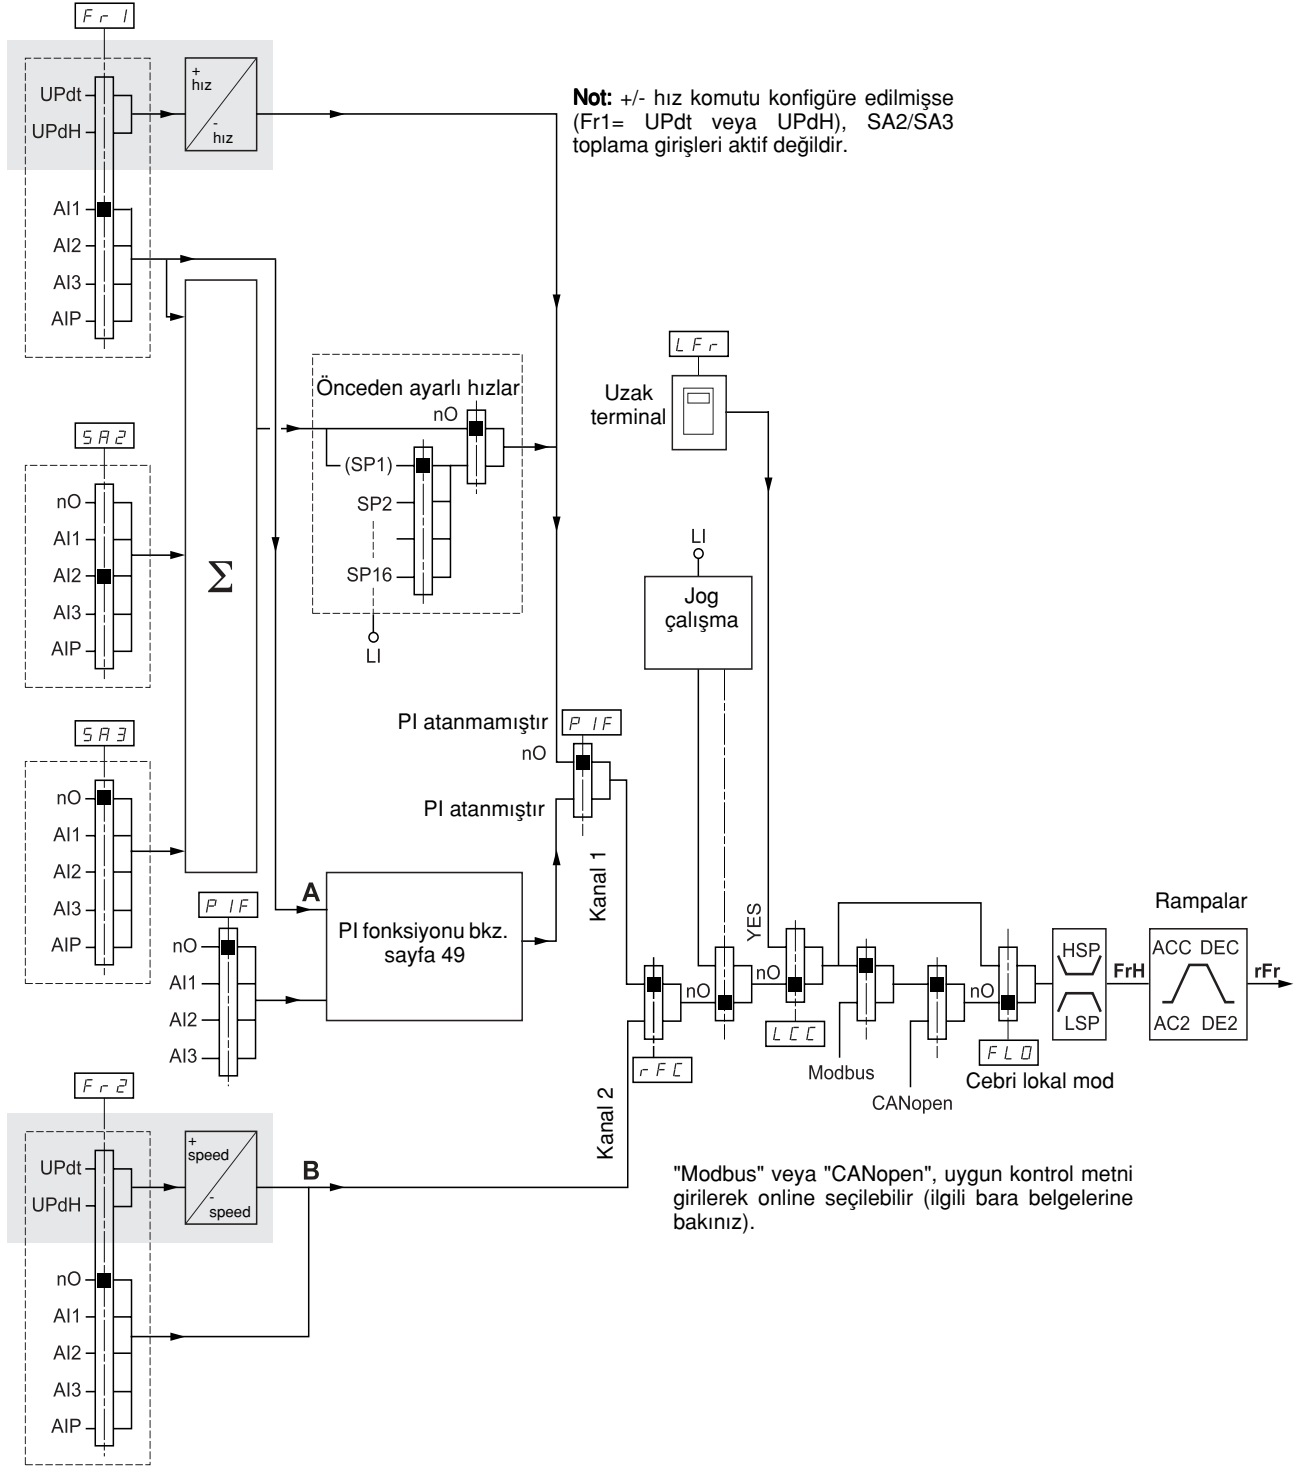 Fr1
UPdt
UPdH
+
hız
-
hız
Not: +/- hız komutu konfigüre edilmişse
(Fr1= UPdt veya UPdH), SA2/SA3
toplama girişleri aktif değildir.
AI1
AI2
AI3
AIP
SA2
nO
AI1
AI2
AI3
AIP
Σ
Önceden ayarlı hızlar
nO
(SP1)
SP2
SP16
LI
LFr
Uzak
terminal
LI
Jog
çalışma
SA3
nO
AI1
AI2
AI3
AIP
PI atanmamıştır
PIF
nO
PI atanmıştır
Kanal 1
A
PIF
nO
AI1
AI2
AI3
PI fonksiyonu bkz.
sayfa 49
YES
nO
nO
LCC
rFC
Modbus
CANopen
nO
FLO
Cebri lokal mod
HSP
LSP
FrH
Rampalar
ACC DEC
AC2 DE2
rFr
Fr2
UPdt
UPdH
+
speed
-
speed
B
Kanal 2
nO
AI1
AI2
AI3
AIP
"Modbus" veya "CANopen", uygun kontrol metni
girilerek online seçilebilir (ilgili bara belgelerine
bakınız).